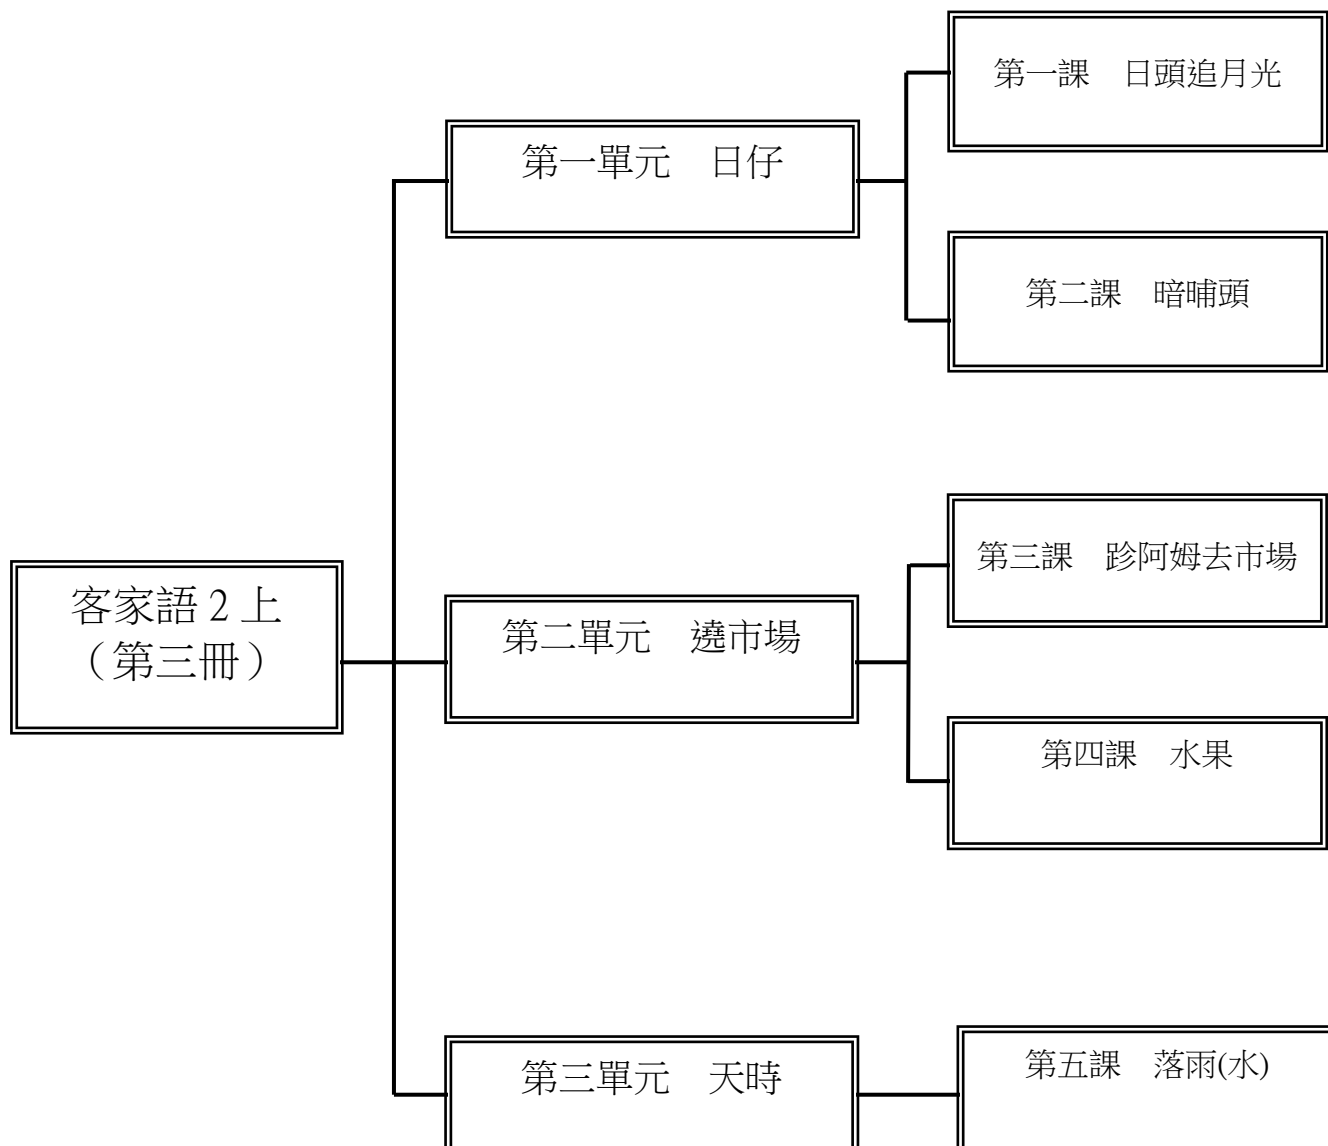 第一課　日頭追月光
第一單元　日仔
第二課　暗晡頭
第三課　跈阿姆去市場
客家語 2 上
（第三冊）
第二單元　遶市場
第四課　水果
第三單元　天時
第五課　落雨(水)